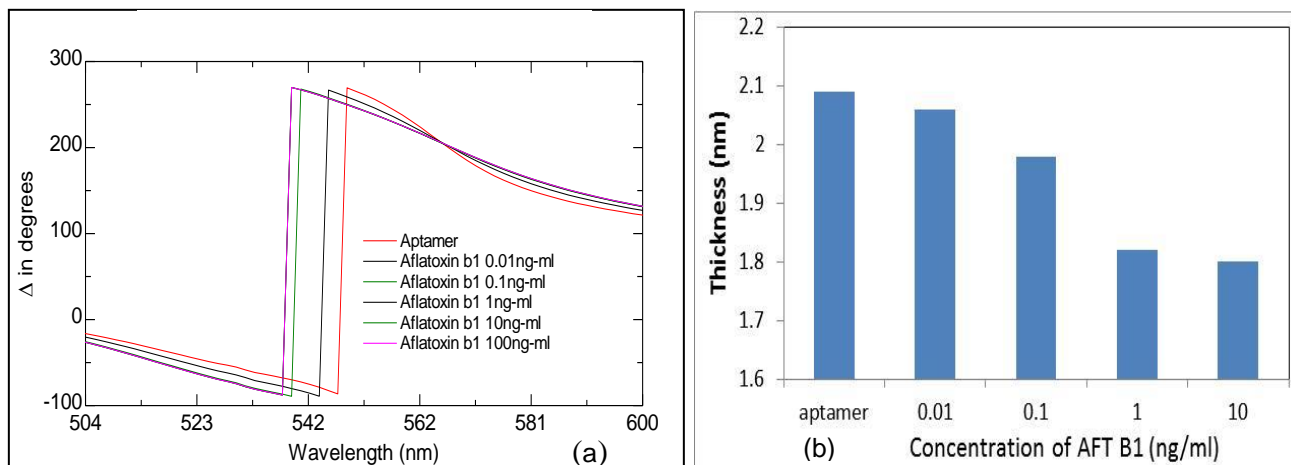 300
200
100
0
-100
Δ in degrees
Aptamer
Aflatoxin b1 0.01ng-ml
Aflatoxin b1 0.1ng-ml
Aflatoxin b1 1ng-ml
Aflatoxin b1 10ng-ml
Aflatoxin b1 100ng-ml
504 523 542 562 581 600
Wavelength (nm)
(a)
2.2
2.1
2
1.9
1.8
1.7
1.6
Thickness (nm)
aptamer 0.01 0.1 1 10
(b)
Concentration of AFT B1 (ng/ml)